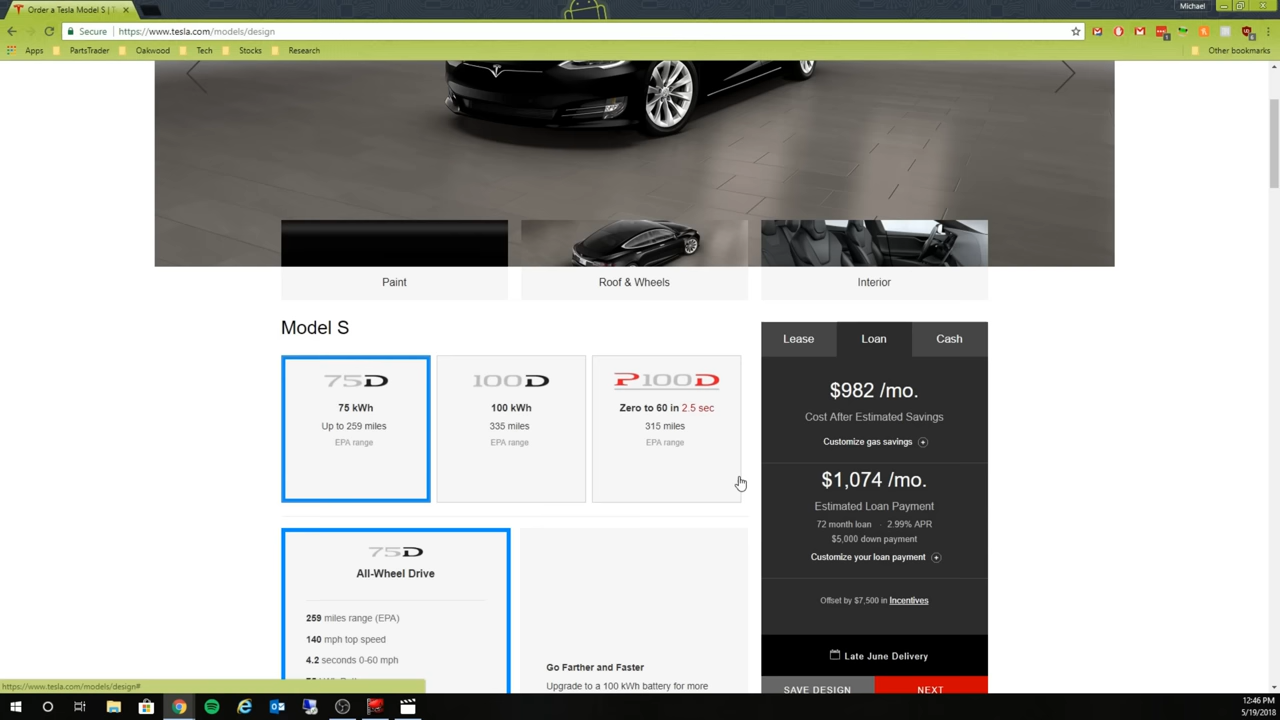 Michael
Order a Tesla Model S | T
Secure
https://www.tesla.com/models/design
Apps
PartsTrader
Oakwood
Tech
Stocks
Research
Other bookmarks
Paint
Roof & Wheels
Interior
Model S
75D
75 kWh
Up to 259 miles
EPA range
100D
100 kWh
335 miles
EPA range
P100D
Zero to 60 in 2.5 sec
315 miles
EPA range
75D
All-Wheel Drive
259 miles range (EPA)
140 mph top speed
4.2 seconds 0-60 mph
Go Farther and Faster
Upgrade to a 100 kWh battery for more
Lease
Loan
Cash
$982 /mo.
Cost After Estimated Savings
Customize gas savings
$1,074 /mo.
Estimated Loan Payment
72 month loan · 2.99% APR
$5,000 down payment
Customize your loan payment
Offset by $7,500 in Incentives
Late June Delivery
SAVE DESIGN
NEXT
https://www.tesla.com/models/design#
12:46 PM
5/19/2018